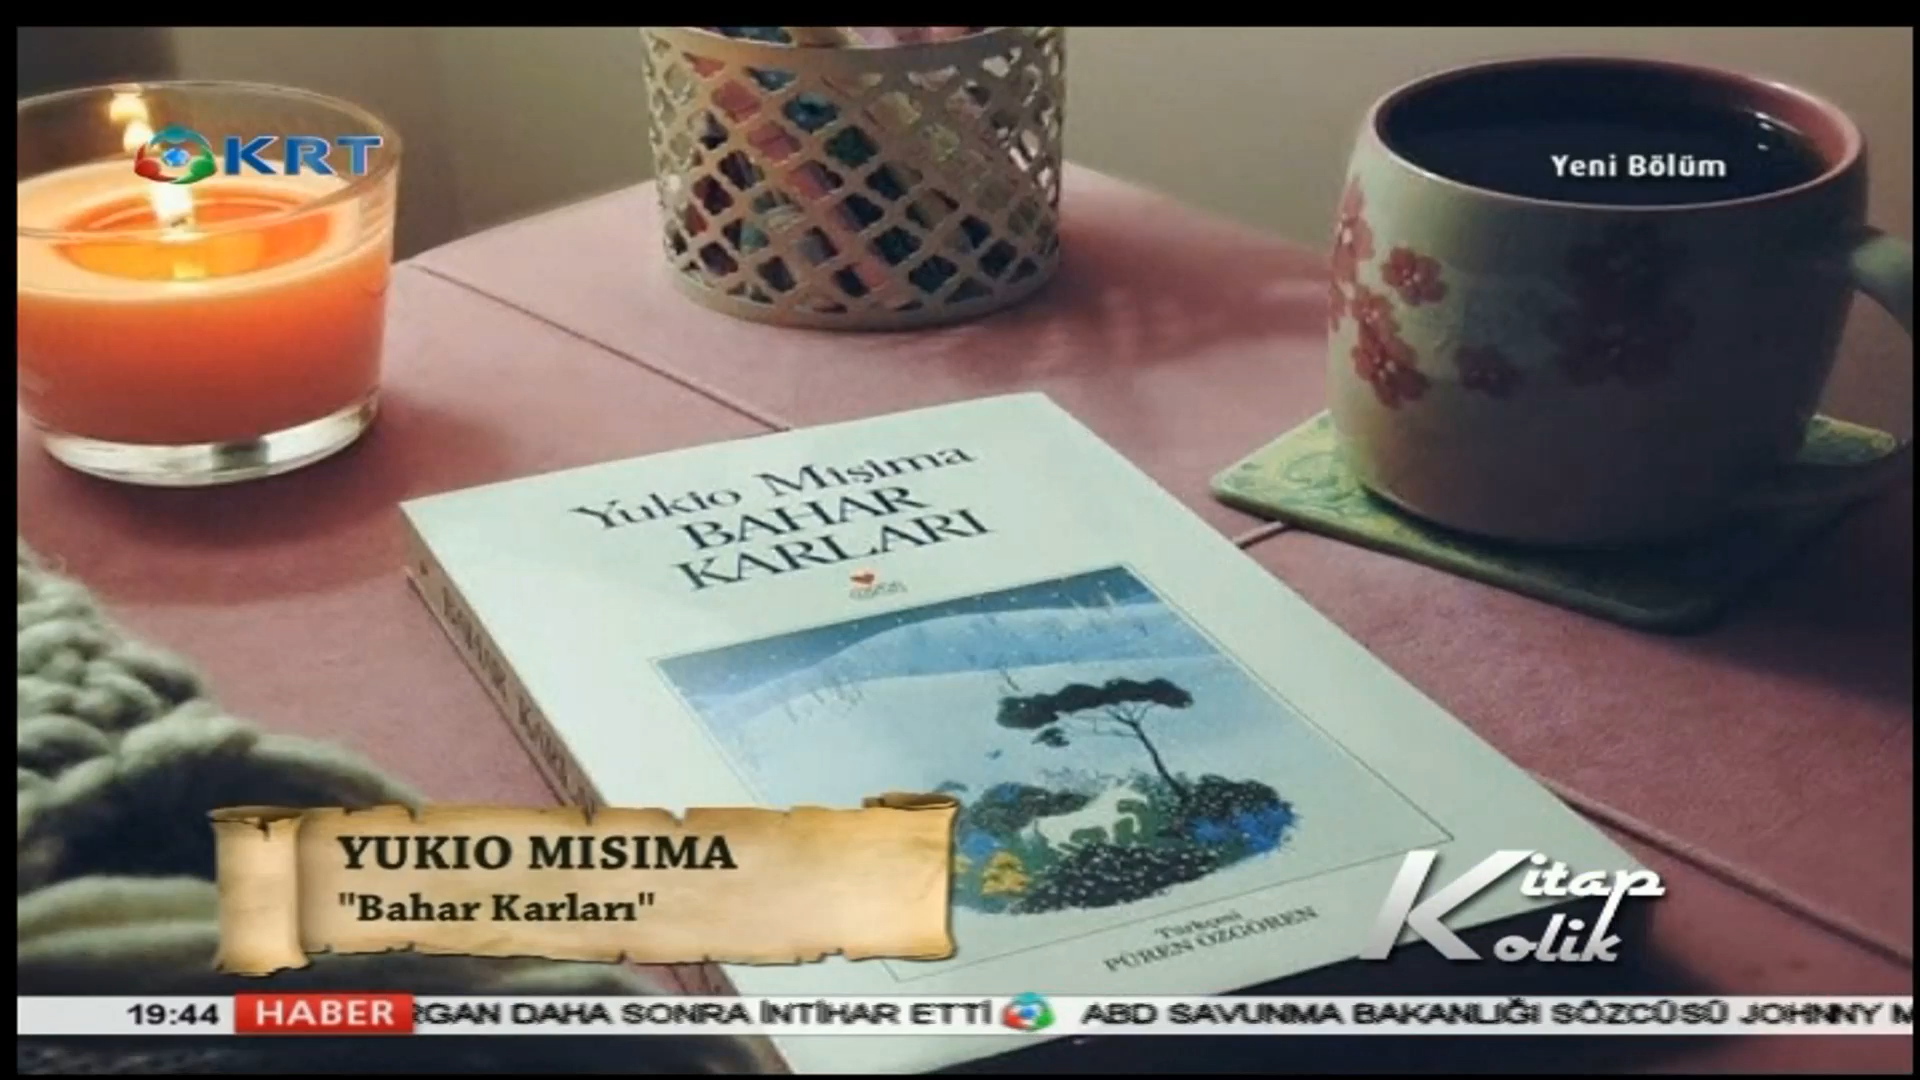 KRT
Yeni Bölüm
Yukio Mişima
BAHAR
KARLARI
Türkçesi
PÜREN ÖZGÖREN
YUKIO MISIMA
"Bahar Karları"
Kitap
Kolik
19:44 HABER RGAN DAHA SONRA İNTİHAR ETTİ ABD SAVUNMA BAKANLIĞI SÖZCÜSÜ JOHNNY M